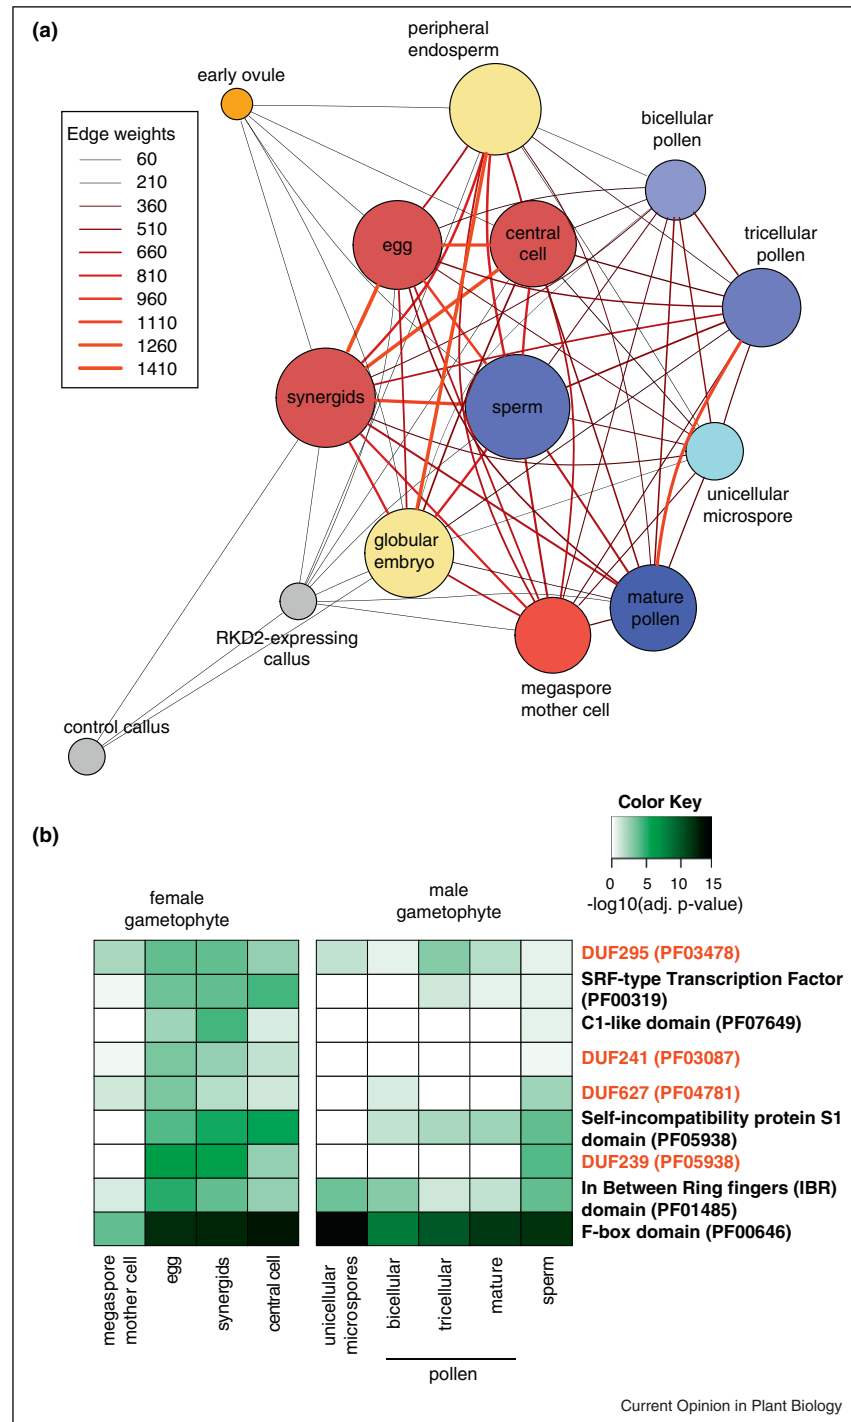 (a)
peripheral
endosperm
early ovule
bicellular
pollen
Edge weights
60
210
360
510
660
810
960
1110
1260
1410
tricellular
pollen
egg
central
cell
synergids
sperm
unicellular
microspore
globular
embryo
mature
pollen
RKD2-expressing
callus
megaspore
mother cell
control callus
(b)
Color Key
0 5 10 15
-log10(adj. p-value)
female
gametophyte
male
gametophyte
DUF295 (PF03478)
SRF-type Transcription Factor
(PF00319)
C1-like domain (PF07649)
DUF241 (PF03087)
DUF627 (PF04781)
Self-incompatibility protein S1
domain (PF05938)
DUF239 (PF05938)
In Between Ring fingers (IBR)
domain (PF01485)
F-box domain (PF00646)
megaspore
mother cell
egg
synergids
central cell
unicellular
microspores
bicellular
tricellular
mature
sperm
pollen
Current Opinion in Plant Biology